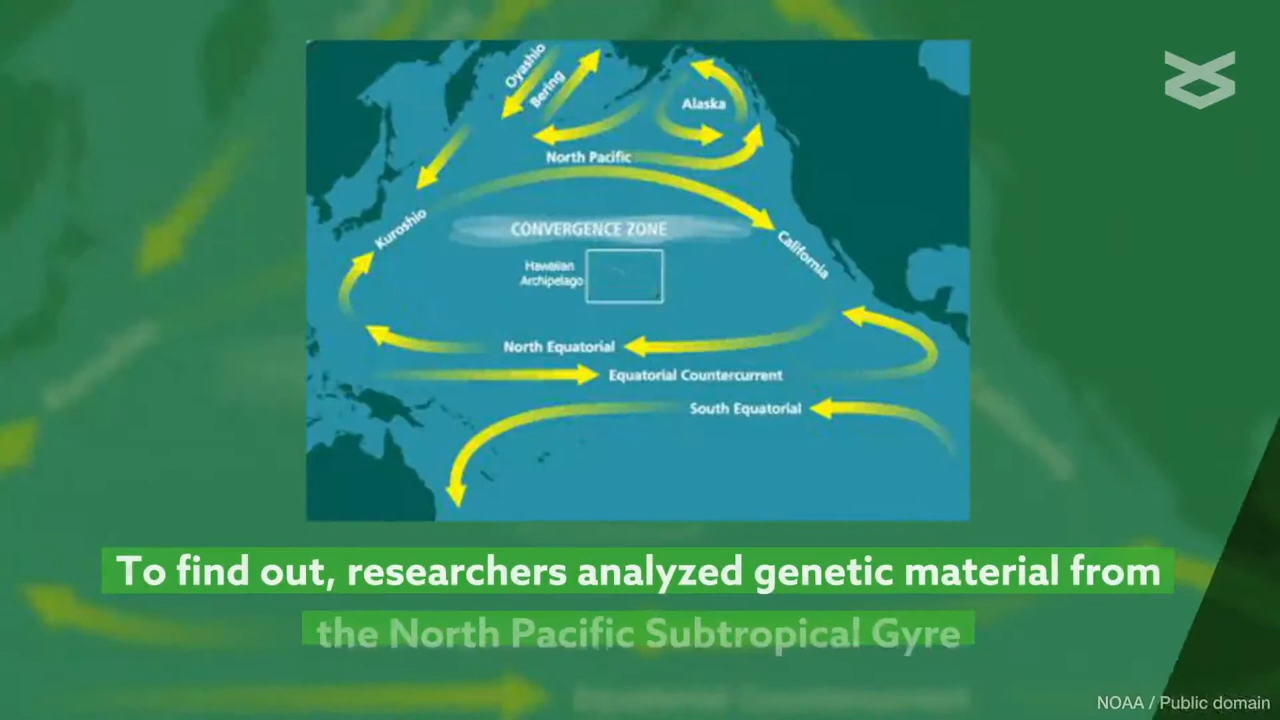 Oyashio
Bering
Alaska
North Pacific
Kuroshio
CONVERGENCE ZONE
California
Hawaiian
Archipelago
North Equatorial
Equatorial Countercurrent
South Equatorial
To find out, researchers analyzed genetic material from
the North Pacific Subtropical Gyre
NOAA / Public domain